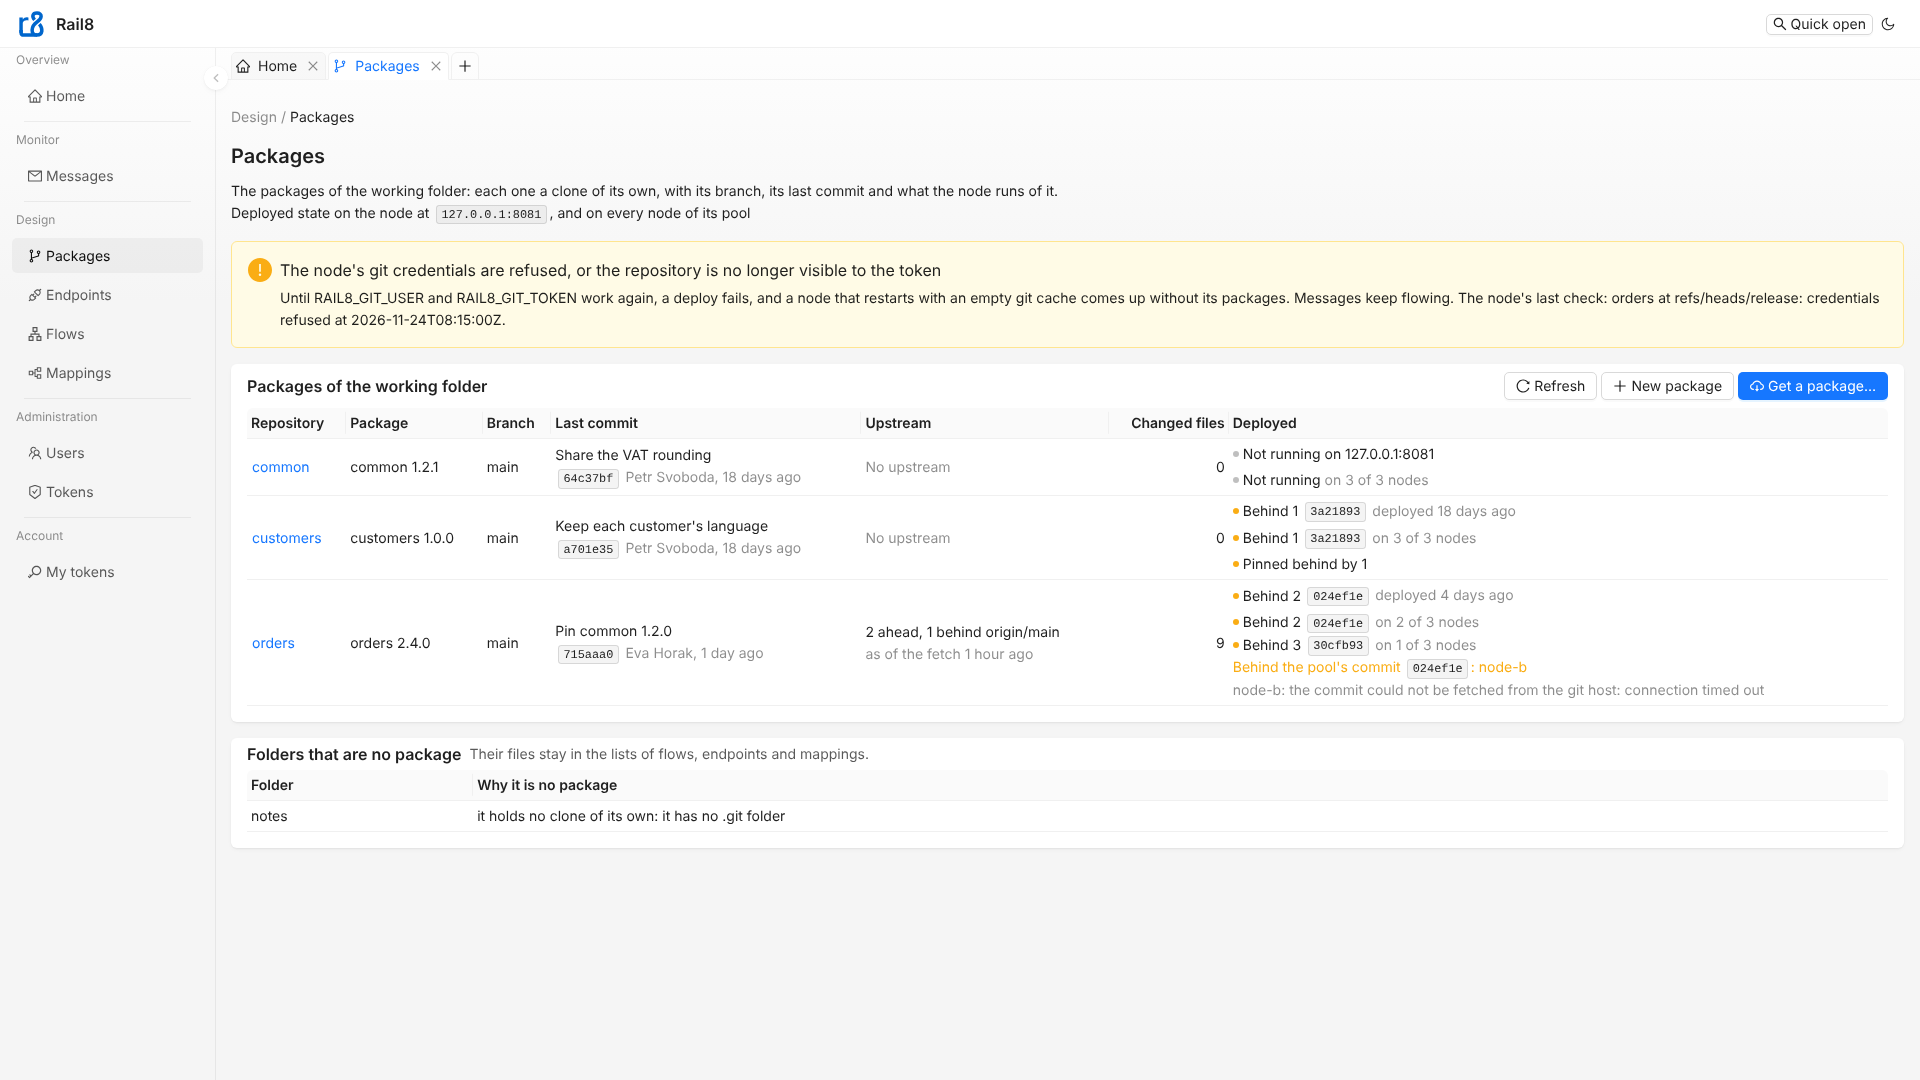 Rail8
Quick open
Overview
Home
Monitor
Messages
Design
Packages
Endpoints
Flows
Mappings
Administration
Users
Tokens
Account
My tokens
Home
Packages
Design / Packages
Packages
The packages of the working folder: each one a clone of its own, with its branch, its last commit and what the node runs of it.
Deployed state on the node at 127.0.0.1:8081, and on every node of its pool
The node's git credentials are refused, or the repository is no longer visible to the token
Until RAIL8_GIT_USER and RAIL8_GIT_TOKEN work again, a deploy fails, and a node that restarts with an empty git cache comes up without its packages. Messages keep flowing. The node's last check: orders at refs/heads/release: credentials
refused at 2026-11-24T08:15:00Z.
Packages of the working folder
Refresh
New package
Get a package...
Repository Package Branch Last commit Upstream Changed files Deployed
common common 1.2.1 main Share the VAT rounding No upstream 0 Not running on 127.0.0.1:8081
64c37bf Petr Svoboda, 18 days ago Not running on 3 of 3 nodes
customers customers 1.0.0 main Keep each customer's language No upstream 0 Behind 1 3a21893 deployed 18 days ago
a701e35 Petr Svoboda, 18 days ago Behind 1 3a21893 on 3 of 3 nodes
Pinned behind by 1
orders orders 2.4.0 main Pin common 1.2.0 2 ahead, 1 behind origin/main 9 Behind 2 024ef1e deployed 4 days ago
715aaa0 Eva Horak, 1 day ago as of the fetch 1 hour ago Behind 2 024ef1e on 2 of 3 nodes
Behind 3 30cfb93 on 1 of 3 nodes
Behind the pool's commit 024ef1e : node-b
node-b: the commit could not be fetched from the git host: connection timed out
Folders that are no package Their files stay in the lists of flows, endpoints and mappings.
Folder Why it is no package
notes it holds no clone of its own: it has no .git folder